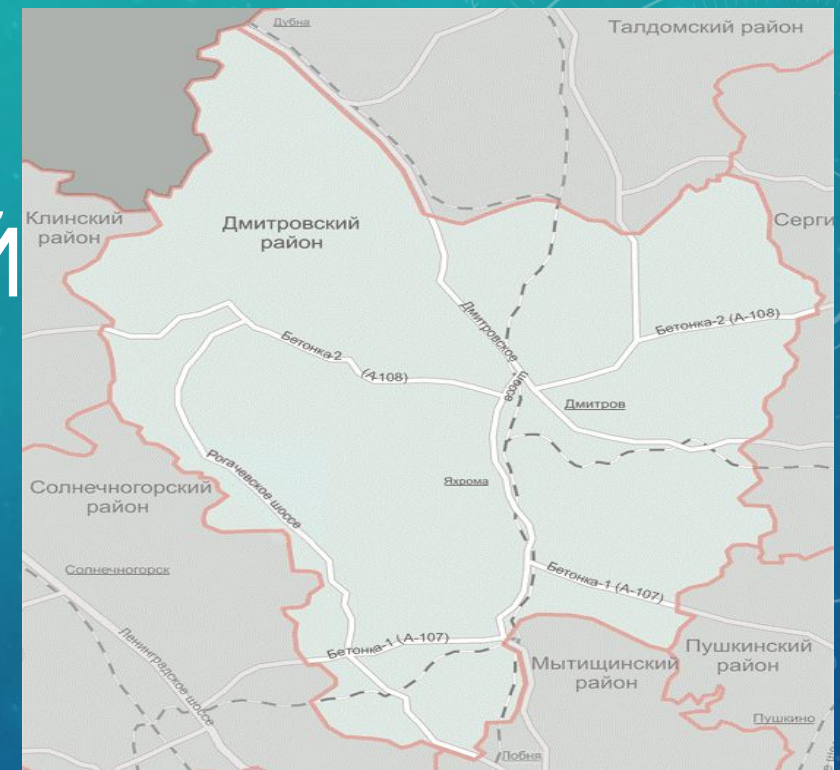 Дубна
Талдомский район
й
Клинский
район
Дмитровский
район
Серги
Дмитровское
шоссе
Бетонка-2 (А-108)
Бетонка-2 (А-108)
Дмитров
Рогачевское шоссе
Яхрома
Солнечногорский
район
Солнечногорск
Бетонка-1 (А-107)
Ленинградское шоссе
Бетонка-1 (А-107)
Мытищинский
район
Пушкинский
район
Пушкино
Лобня